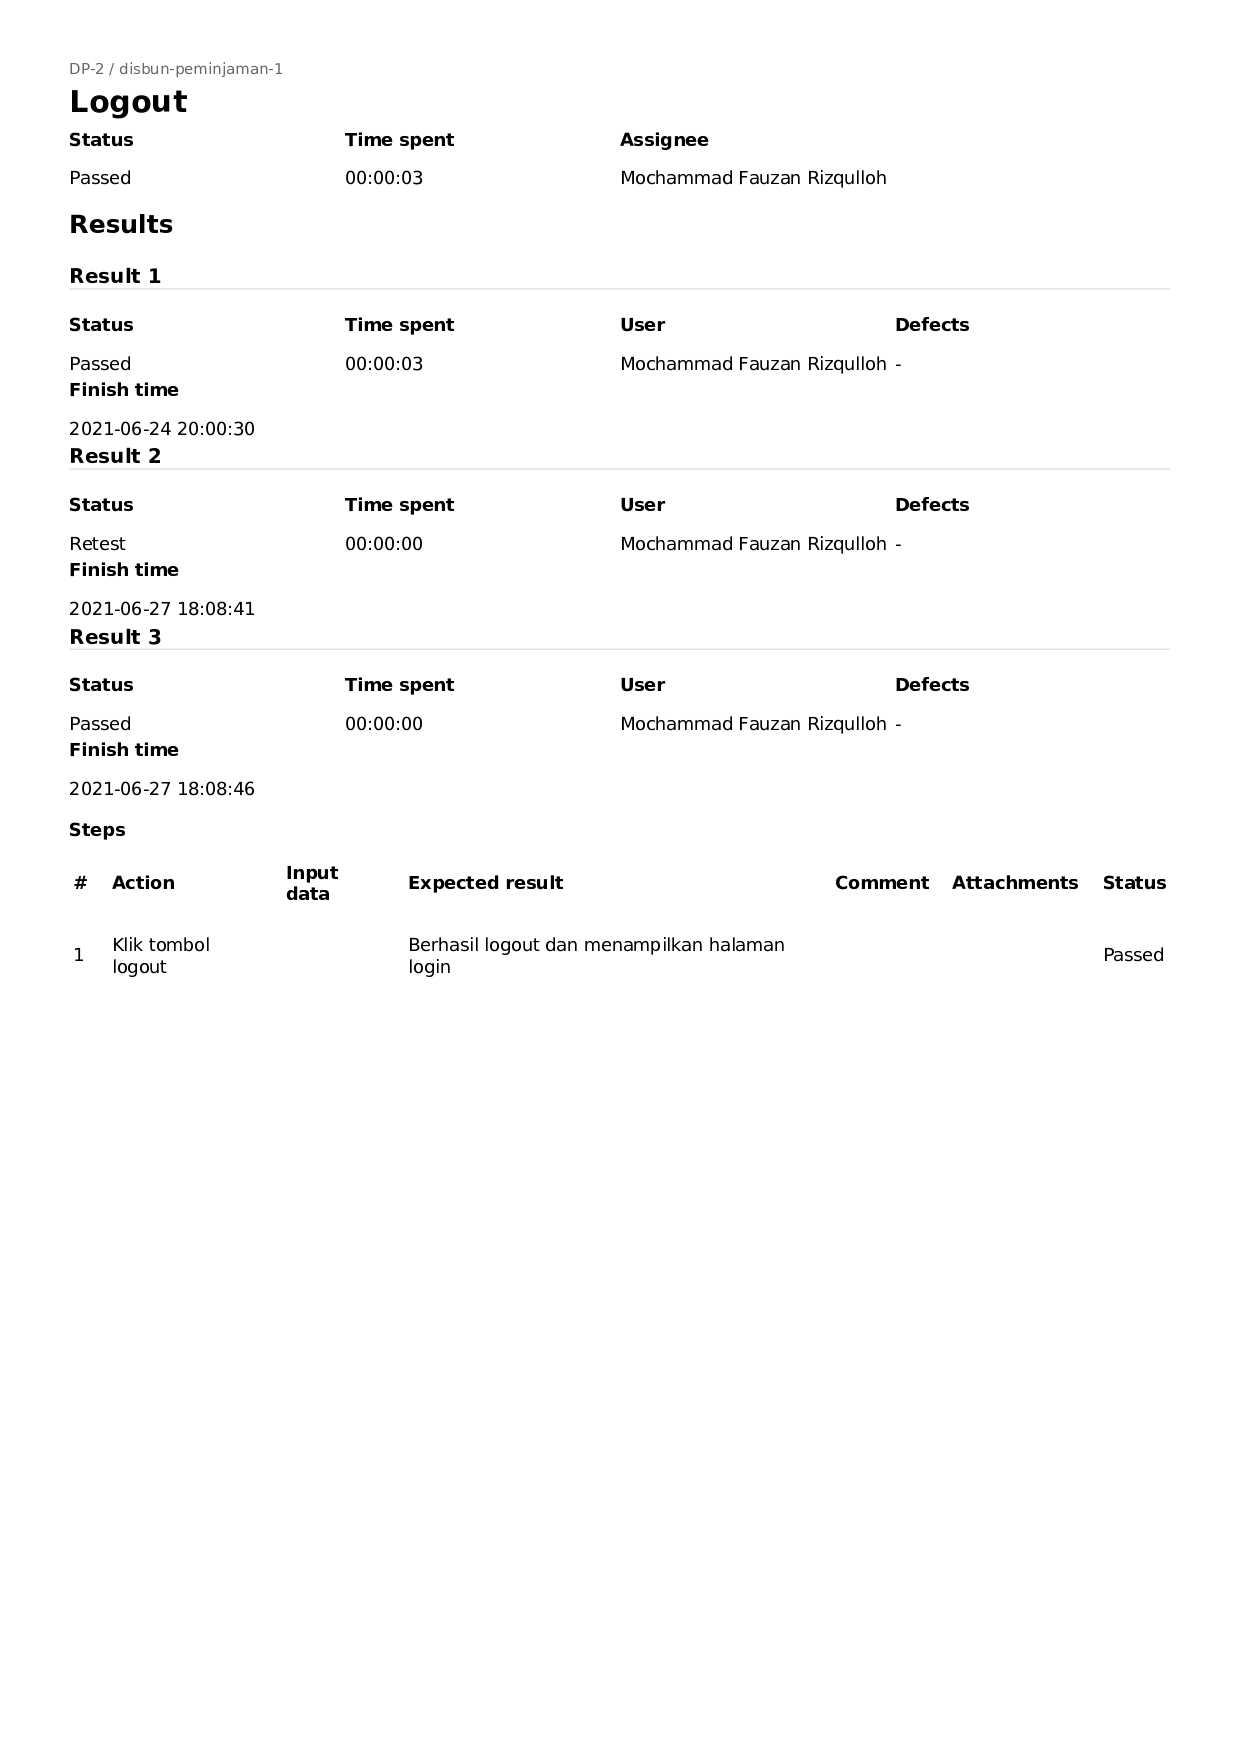 DP-2 / disbun-peminjaman-1
Logout
Status Time spent Assignee
Passed 00:00:03 Mochammad Fauzan Rizqulloh
Results
Result 1
Status Time spent User Defects
Passed 00:00:03 Mochammad Fauzan Rizqulloh -
Finish time
2021-06-24 20:00:30
Result 2
Status Time spent User Defects
Retest 00:00:00 Mochammad Fauzan Rizqulloh -
Finish time
2021-06-27 18:08:41
Result 3
Status Time spent User Defects
Passed 00:00:00 Mochammad Fauzan Rizqulloh -
Finish time
2021-06-27 18:08:46
Steps
# Action Input data Expected result Comment Attachments Status
1 Klik tombol logout Berhasil logout dan menampilkan halaman login Passed